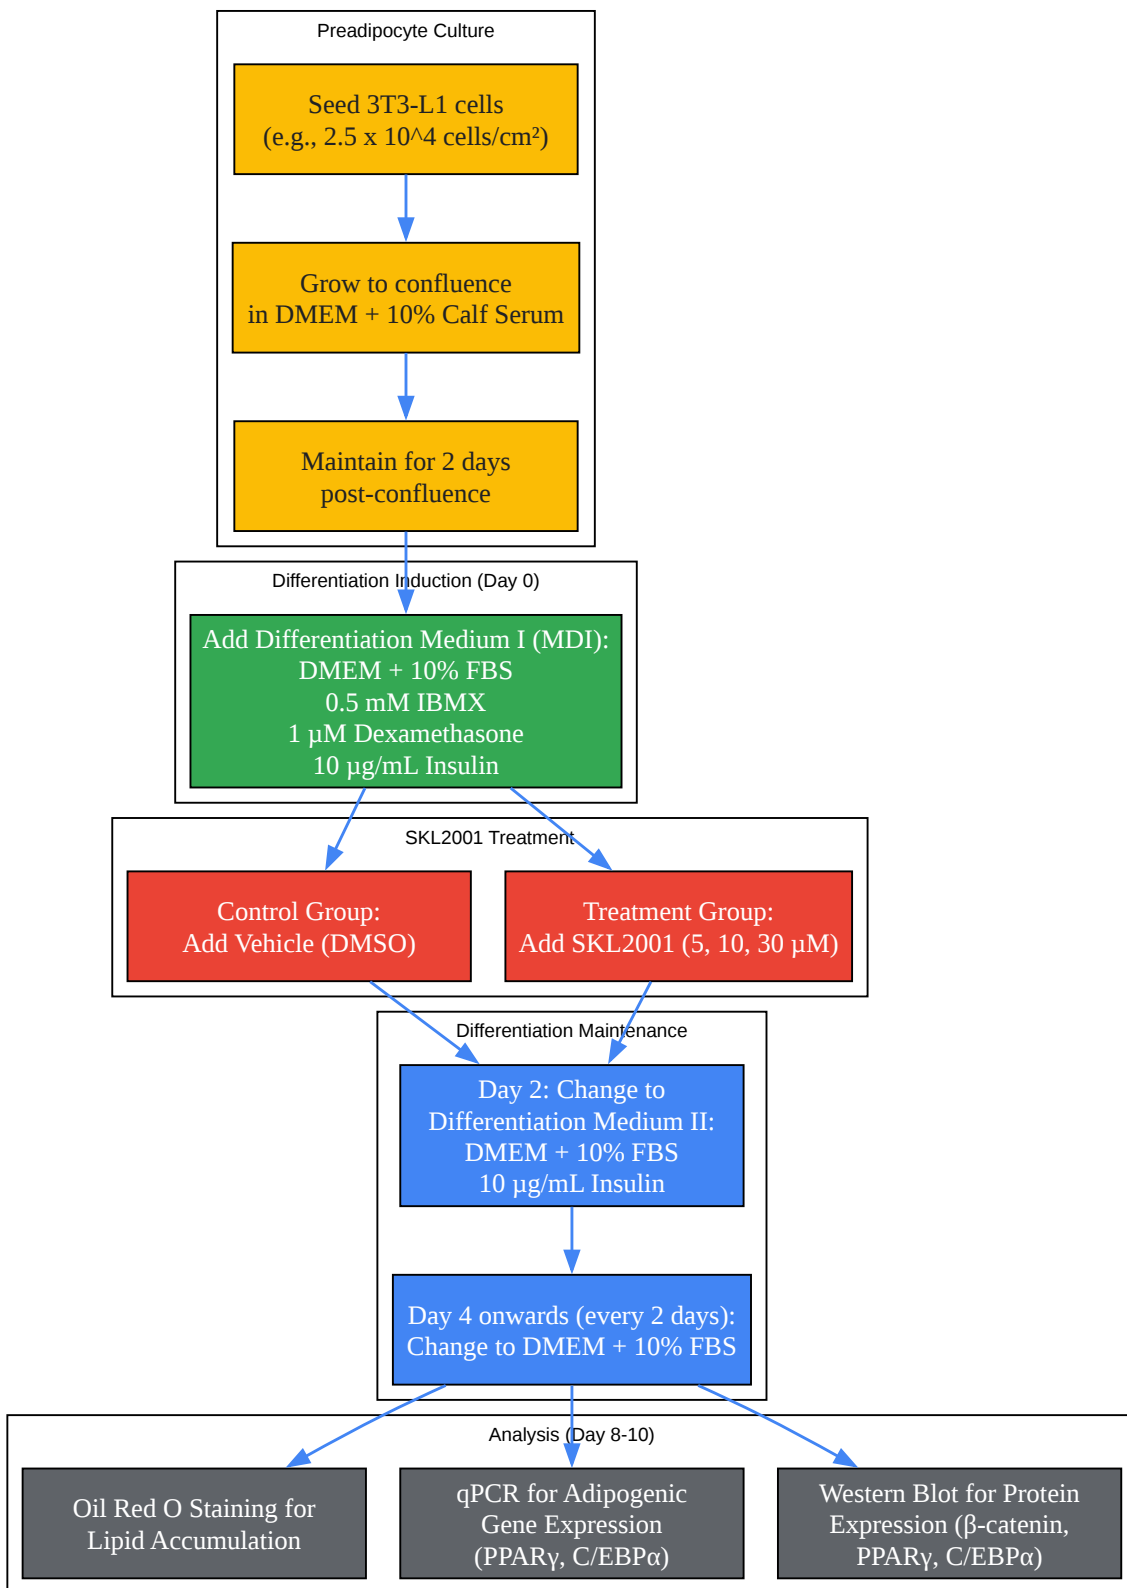 Preadipocyte Culture
Seed 3T3-L1 cells
(e.g., 2.5 x 10^4 cells/cm²)
Grow to confluence
in DMEM + 10% Calf Serum
Maintain for 2 days
post-confluence
Differentiation Induction (Day 0)
Add Differentiation Medium I (MDI):
DMEM + 10% FBS
0.5 mM IBMX
1 µM Dexamethasone
10 µg/mL Insulin
SKL2001 Treatment
Control Group:
Add Vehicle (DMSO)
Treatment Group:
Add SKL2001 (5, 10, 30 µM)
Differentiation Maintenance
Day 2: Change to
Differentiation Medium II:
DMEM + 10% FBS
10 µg/mL Insulin
Day 4 onwards (every 2 days):
Change to DMEM + 10% FBS
Analysis (Day 8-10)
Oil Red O Staining for
Lipid Accumulation
qPCR for Adipogenic
Gene Expression
(PPARγ, C/EBPα)
Western Blot for Protein
Expression (β-catenin,
PPARγ, C/EBPα)